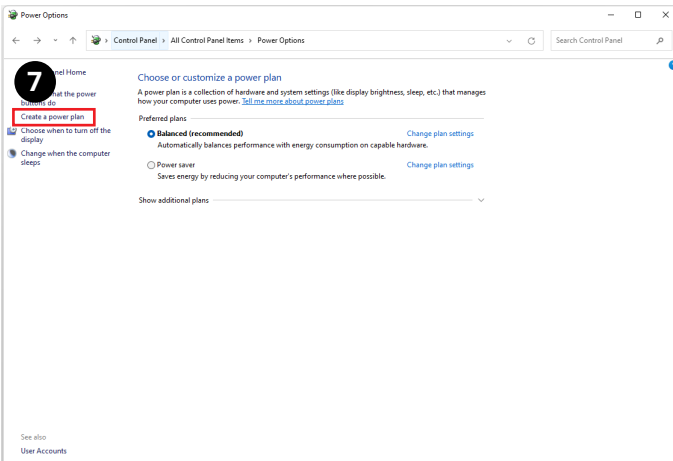 Power Options
Control Panel > All Control Panel Items > Power Options
Search Control Panel
7
nel Home
hat the power
buttons do
Create a power plan
Choose when to turn off the
display
Change when the computer
sleeps
Choose or customize a power plan
A power plan is a collection of hardware and system settings (like display brightness, sleep, etc.) that manages
how your computer uses power. Tell me more about power plans
Preferred plans
Balanced (recommended) Change plan settings
Automatically balances performance with energy consumption on capable hardware.
Power saver Change plan settings
Saves energy by reducing your computer's performance where possible.
Show additional plans
See also
User Accounts